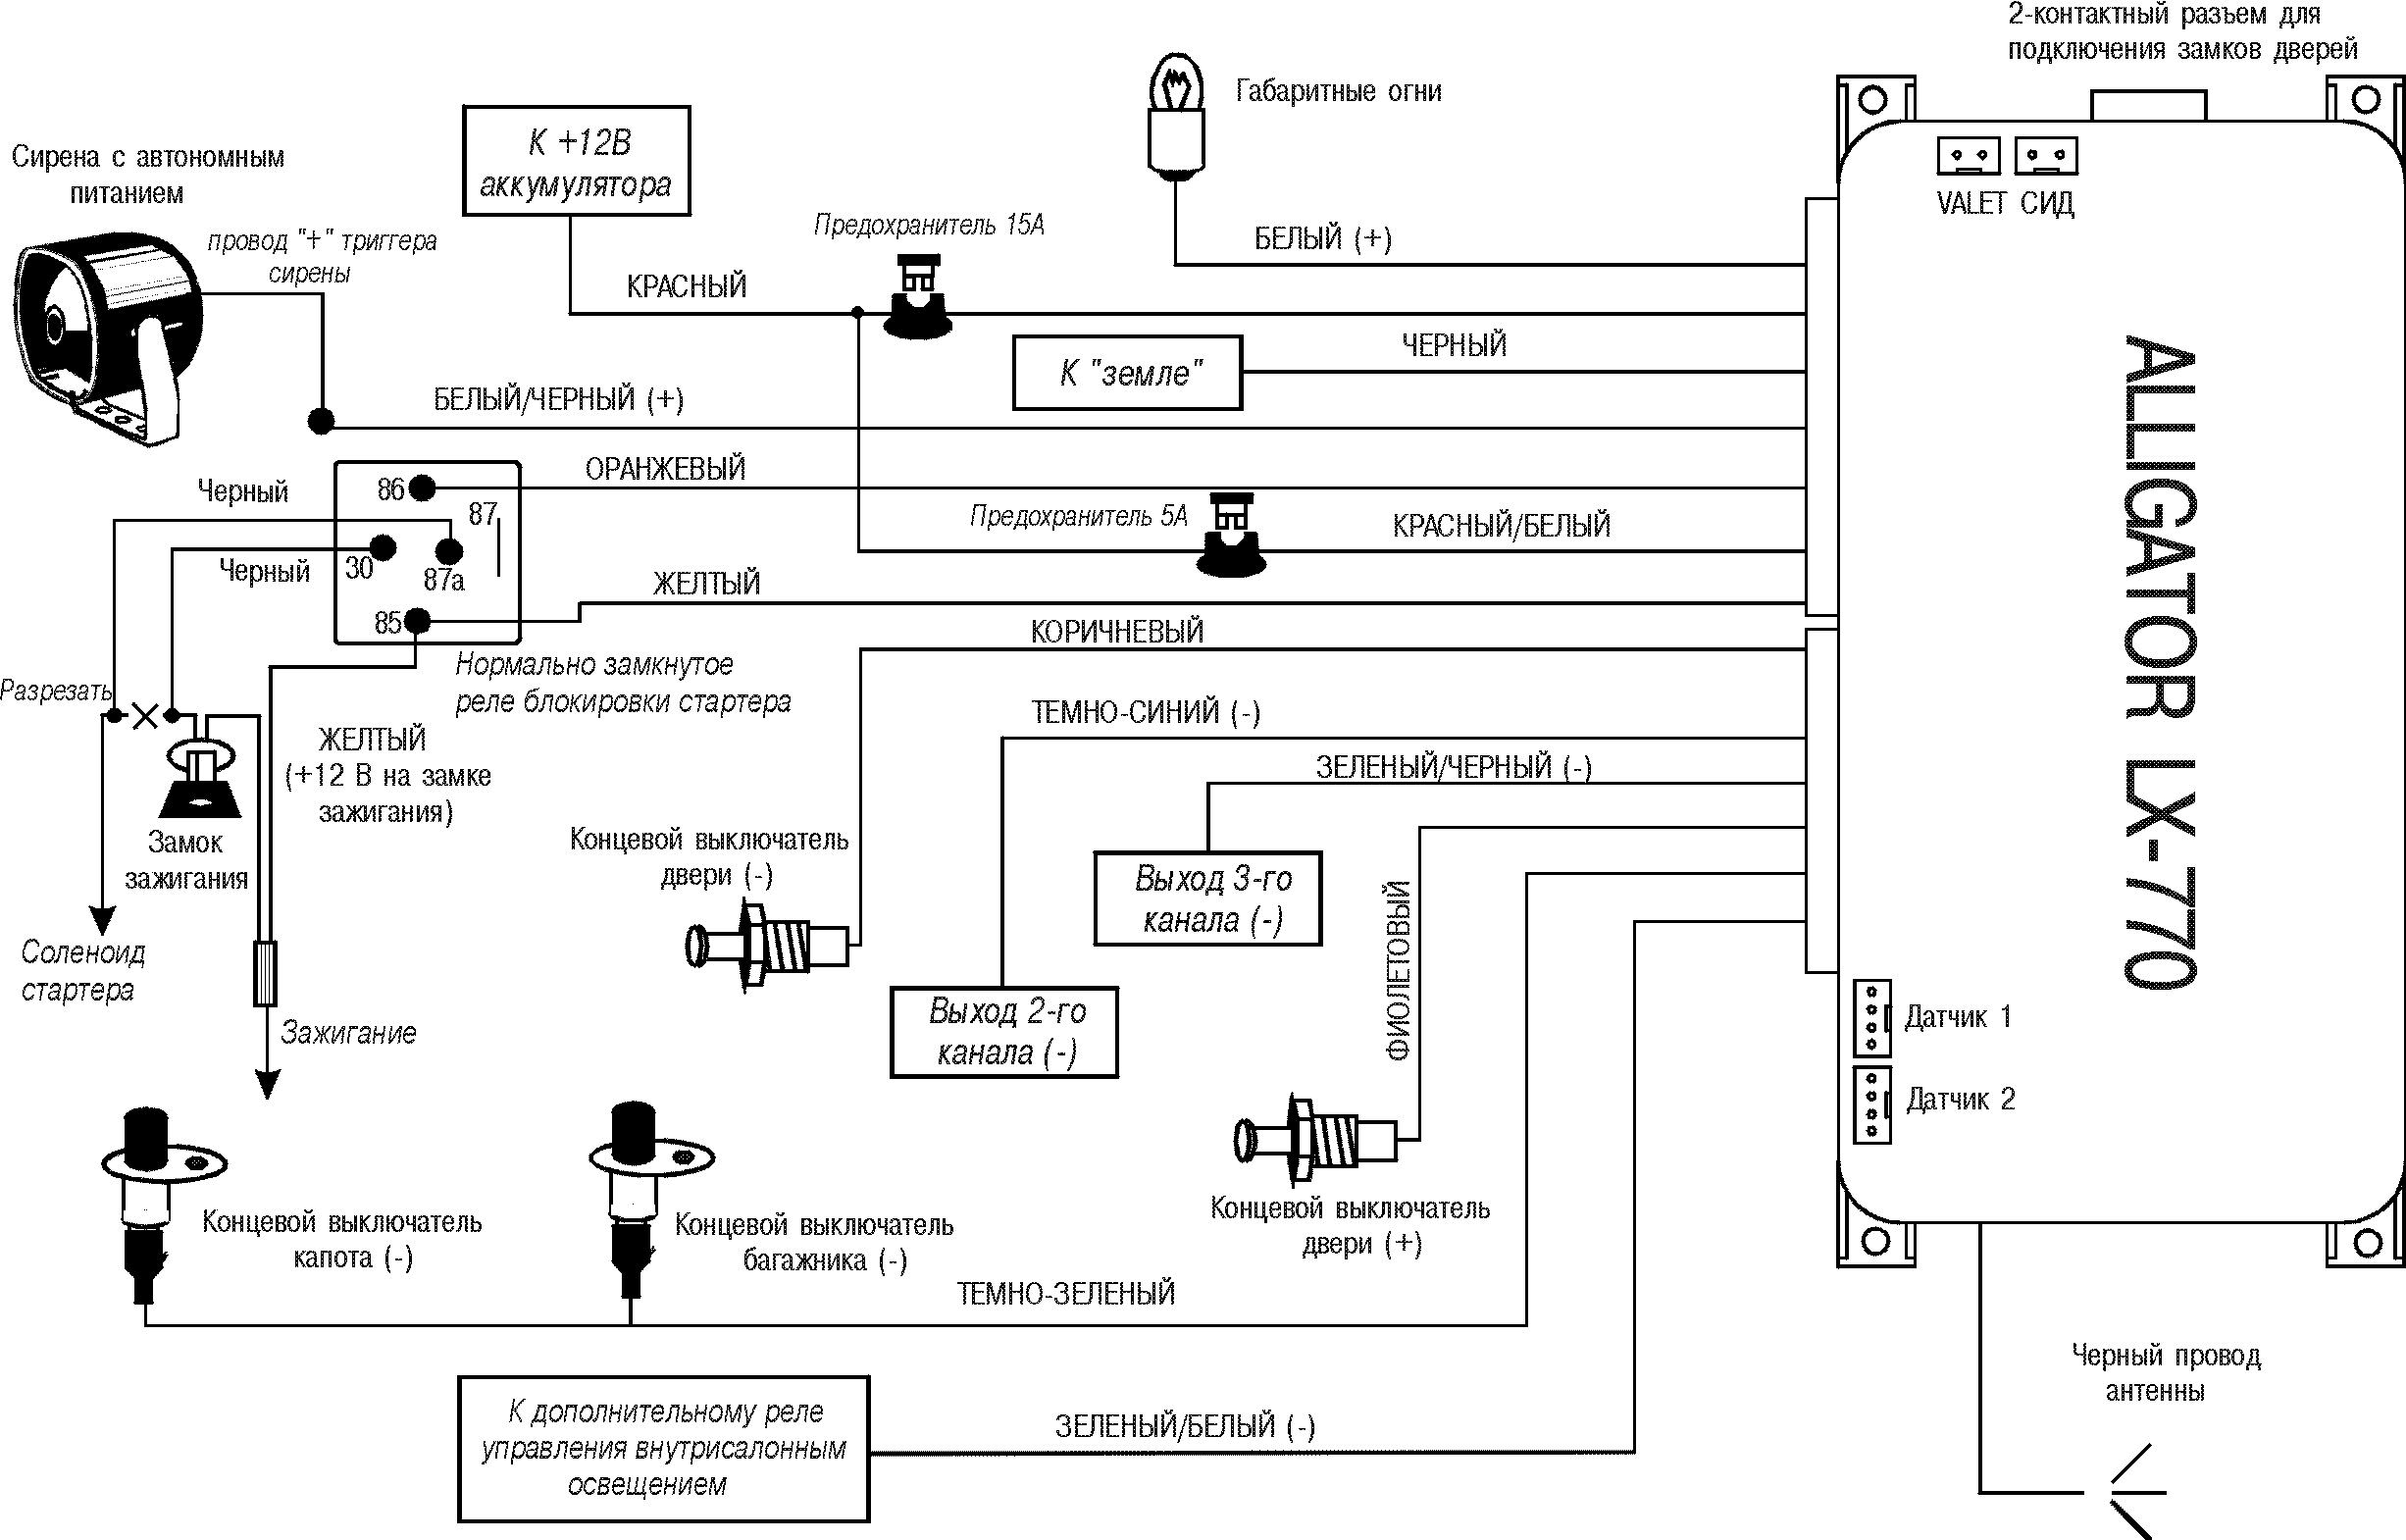 2-контактный разъем для
подключения замков дверей
Габаритные огни
К +12В
аккумулятора
Сирена с автономным
питанием
VALET СИД
Предохранитель 15А
провод "+" триггера
сирены
БЕЛЫЙ (+)
КРАСНЫЙ
ЧЕРНЫЙ
К "земле"
БЕЛЫЙ/ЧЕРНЫЙ (+)
ALLIGATOR LX-770
ОРАНЖЕВЫЙ
Черный
86
87
Предохранитель 5А
КРАСНЫЙ/БЕЛЫЙ
Черный
30
87а
ЖЕЛТЫЙ
85
КОРИЧНЕВЫЙ
Нормально замкнутое
реле блокировки стартера
Разрезать
ТЕМНО-СИНИЙ (-)
ЖЕЛТЫЙ
(+12 В на замке
зажигания)
ЗЕЛЕНЫЙ/ЧЕРНЫЙ (-)
Замок
зажигания
Концевой выключатель
двери (-)
Выход 3-го
канала (-)
ФИОЛЕТОВЫЙ
Соленоид
стартера
Выход 2-го
канала (-)
Датчик 1
Зажигание
Датчик 2
Концевой выключатель
капота (-)
Концевой выключатель
багажника (-)
Концевой выключатель
двери (+)
ТЕМНО-ЗЕЛЕНЫЙ
Черный провод
антенны
К дополнительному реле
управления внутрисалонным
освещением
ЗЕЛЕНЫЙ/БЕЛЫЙ (-)